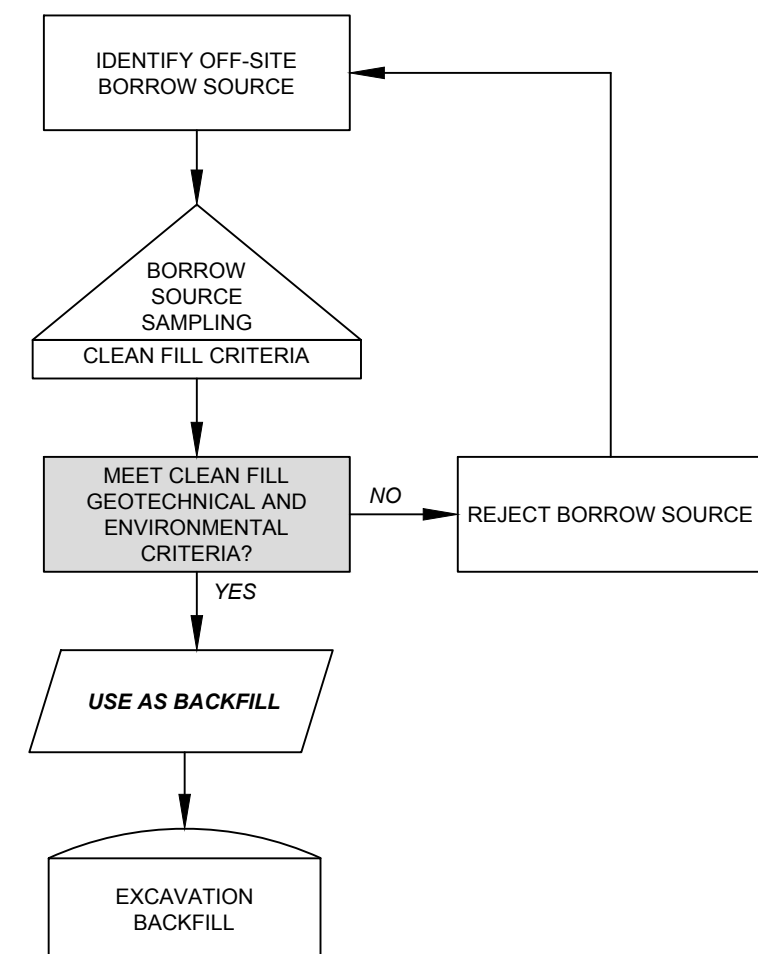 IDENTIFY OFF-SITE
BORROW SOURCE
BORROW
SOURCE
SAMPLING
CLEAN FILL CRITERIA
MEET CLEAN FILL
GEOTECHNICAL AND
ENVIRONMENTAL
CRITERIA?
NO
REJECT BORROW SOURCE
YES
USE AS BACKFILL
EXCAVATION
BACKFILL